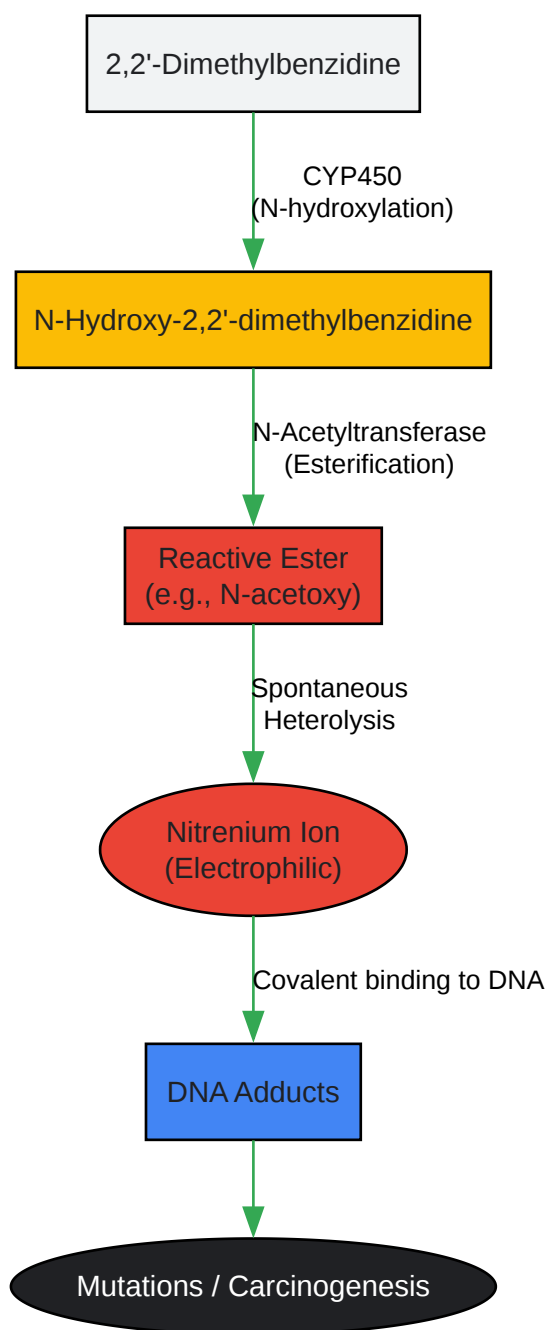 2,2'-Dimethylbenzidine
CYP450
(N-hydroxylation)
N-Hydroxy-2,2'-dimethylbenzidine
N-Acetyltransferase
(Esterification)
Reactive Ester
(e.g., N-acetoxy)
Spontaneous
Heterolysis
Nitrenium Ion
(Electrophilic)
Covalent binding to DNA
DNA Adducts
Mutations / Carcinogenesis